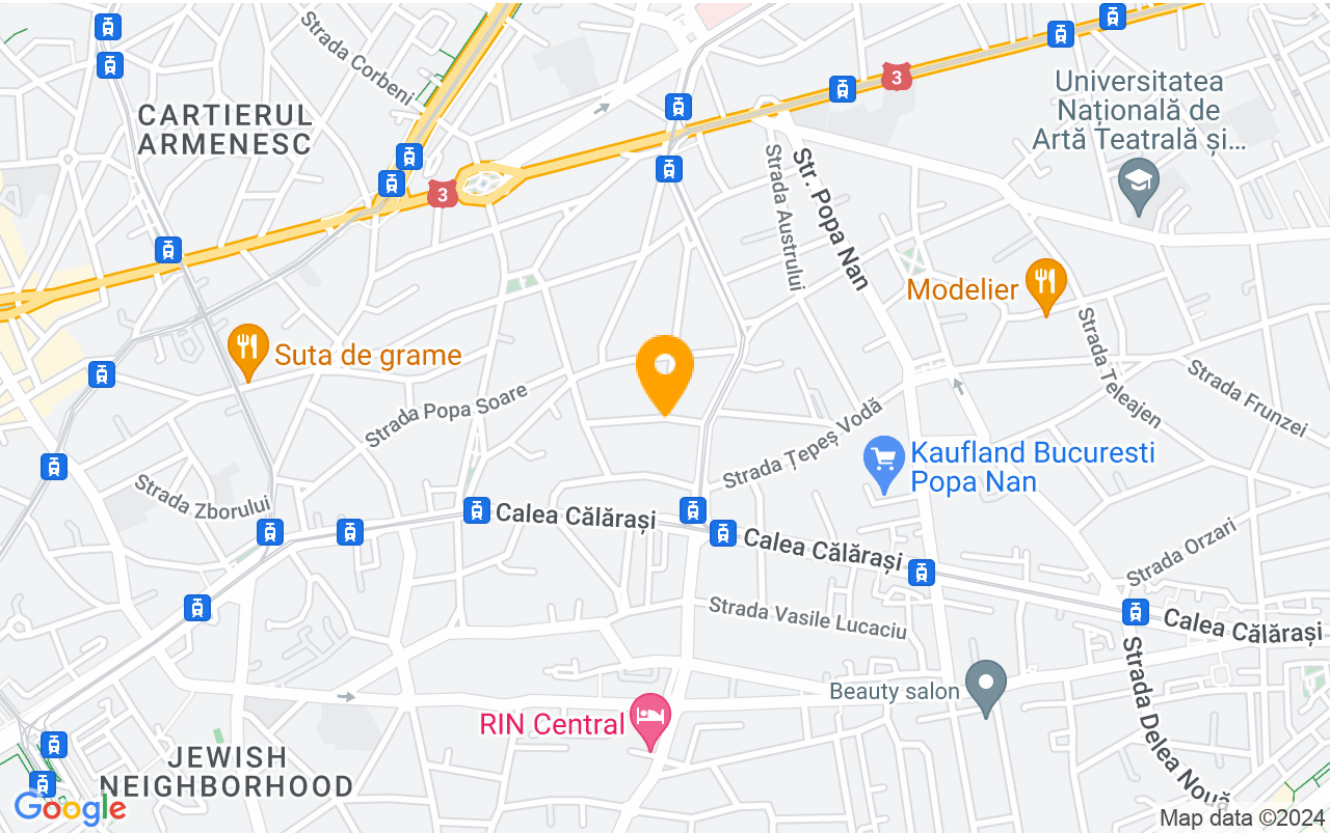 Strada Corbeni
CARTIERUL
ARMENESC
3
3
Universitatea
Națională de
Artă Teatrală și...
Strada Austrului
Str. Popa Nan
Modelier
Strada Teleajen
Strada Frunzei
Suta de grame
Strada Popa Soare
Strada Țepeș Vodă
Kaufland Bucuresti
Popa Nan
Strada Zborului
Calea Călărași
Calea Călărași
Strada Orzari
Strada Vasile Lucaciu
Calea Călărași
Beauty salon
Strada Delea Nouă
RIN Central
JEWISH
NEIGHBORHOOD
Google
Map data ©2024